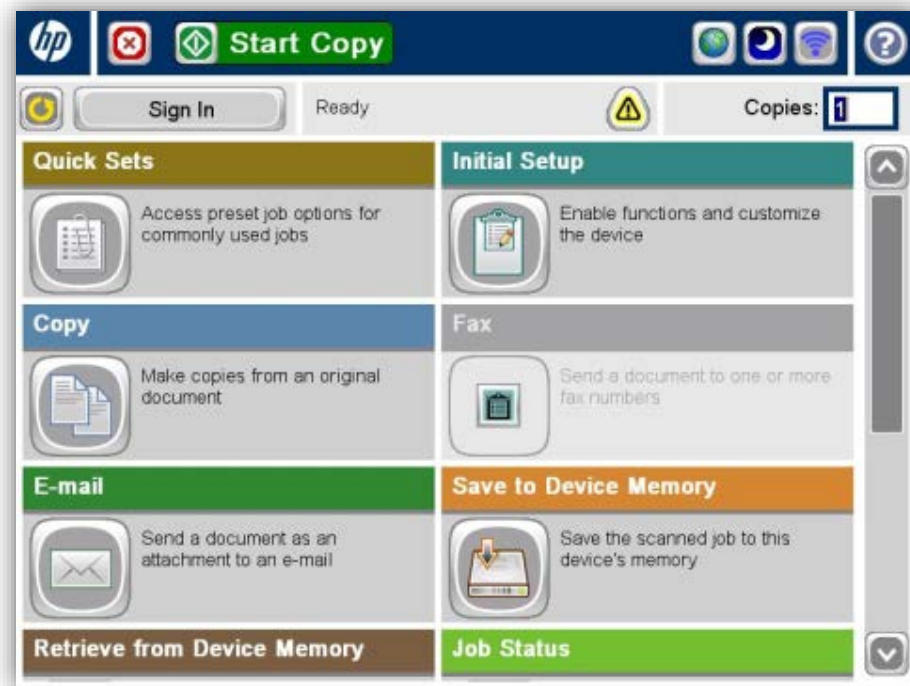 hp
Start Copy
?
Sign In
Ready
Copies: 1
Quick Sets
Access preset job options for
commonly used jobs
Initial Setup
Enable functions and customize
the device
Copy
Make copies from an original
document
Fax
Send a document to one or more
fax numbers
E-mail
Send a document as an
attachment to an e-mail
Save to Device Memory
Save the scanned job to this
device's memory
Retrieve from Device Memory
Job Status